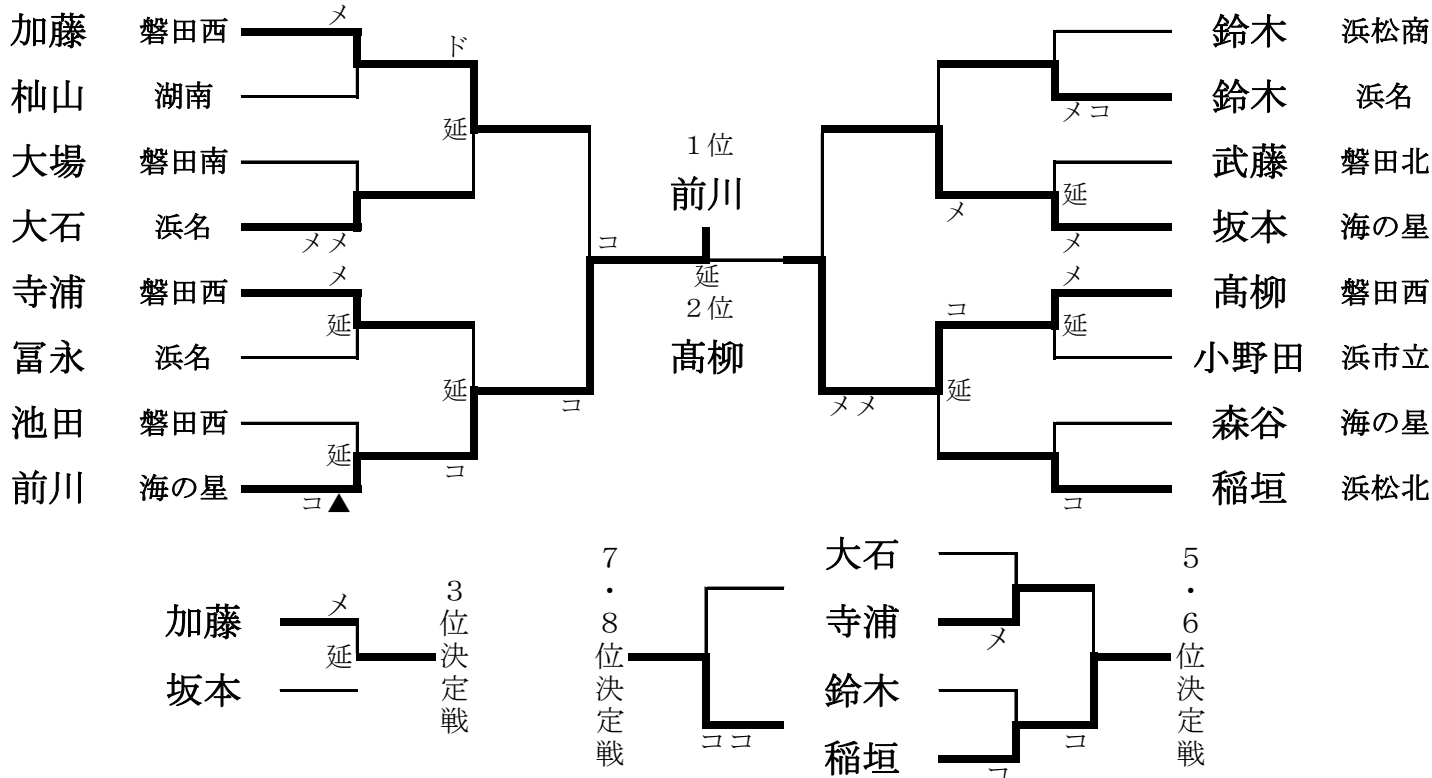 加藤 磐田西 メ
杣山 湖南
ド
延
大場 磐田南
大石 浜名 メメ
寺浦 磐田西 メ
延
冨永 浜名
延
池田 磐田西
延
前川 海の星 コ▲
コ
コ
コ
1位
前川
延
2位
髙柳
鈴木 浜松商
鈴木 浜名
メコ
武藤 磐田北
延
メ
坂本 海の星
メ
メ
髙柳 磐田西
コ
延
小野田 浜市立
延
メメ
森谷 海の星
稲垣 浜松北
コ
加藤 メ
延
坂本
3位決定戦
7・8位決定戦
ココ
大石
寺浦
メ
鈴木
稲垣
コ
コ
5・6位決定戦